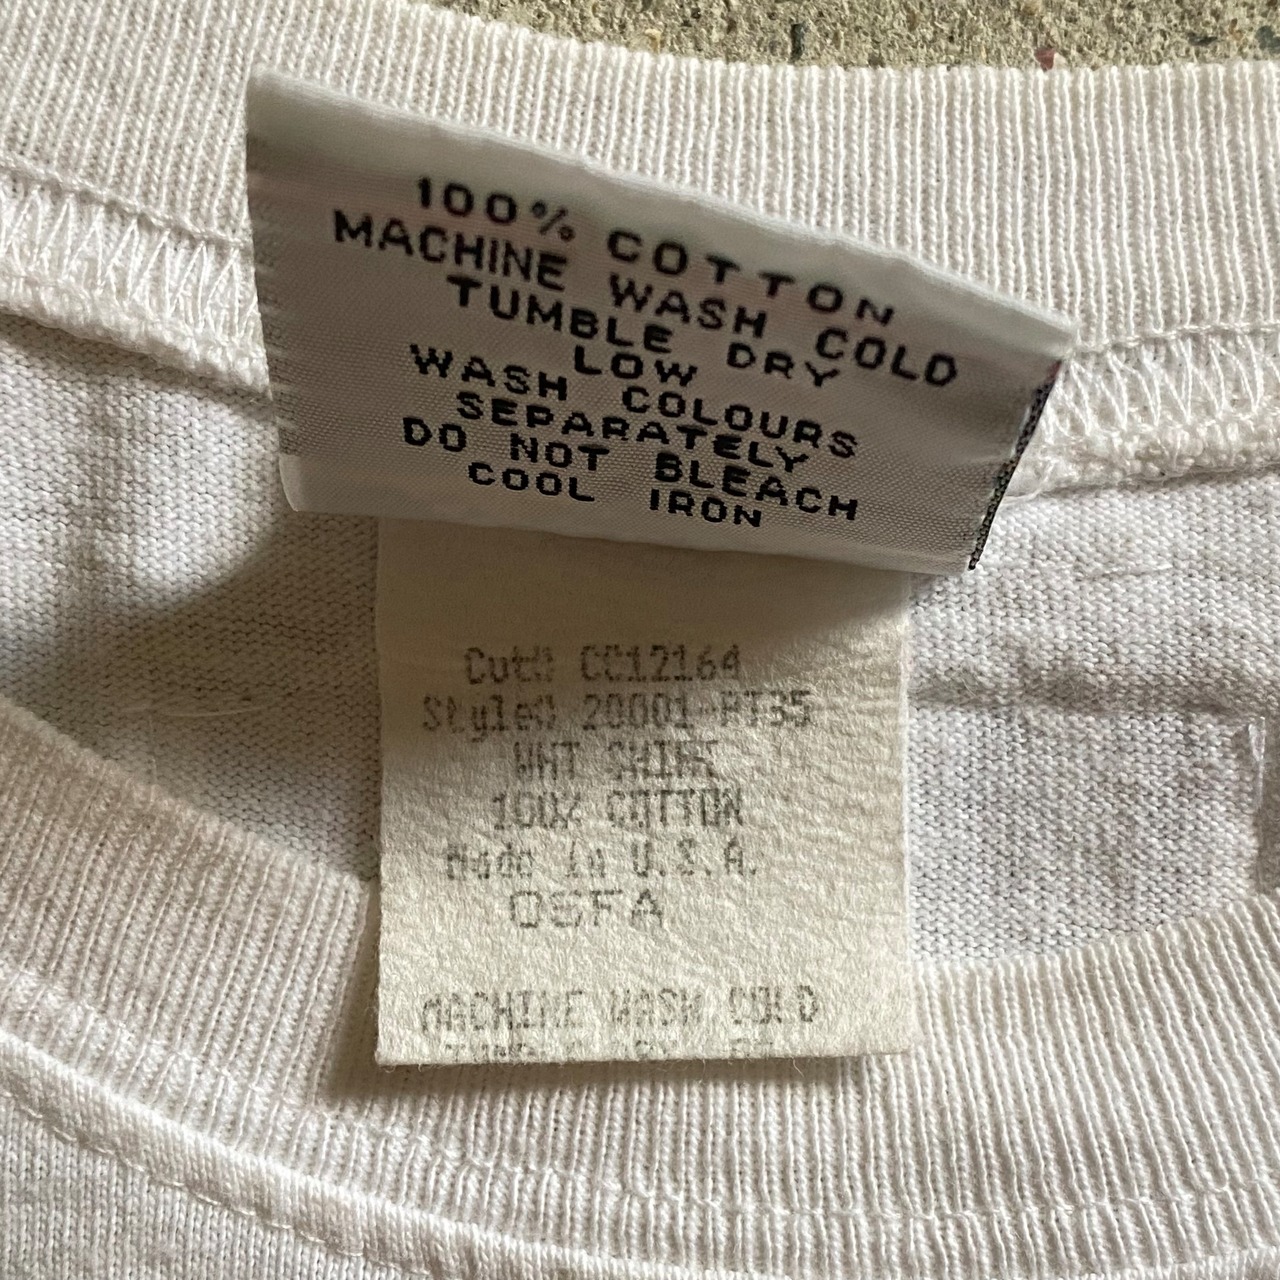 100% COTTON
MACHINE WASH COLD
TUMBLE DRY
LOW
WASH COLOURS
SEPARATELY
DO NOT BLEACH
COOL IRON
Cut# CC12164
Style# 20001-PT35
WHT
100% COTTON
Made in U.S.A.
OSFA
MACHINE WASH COLD